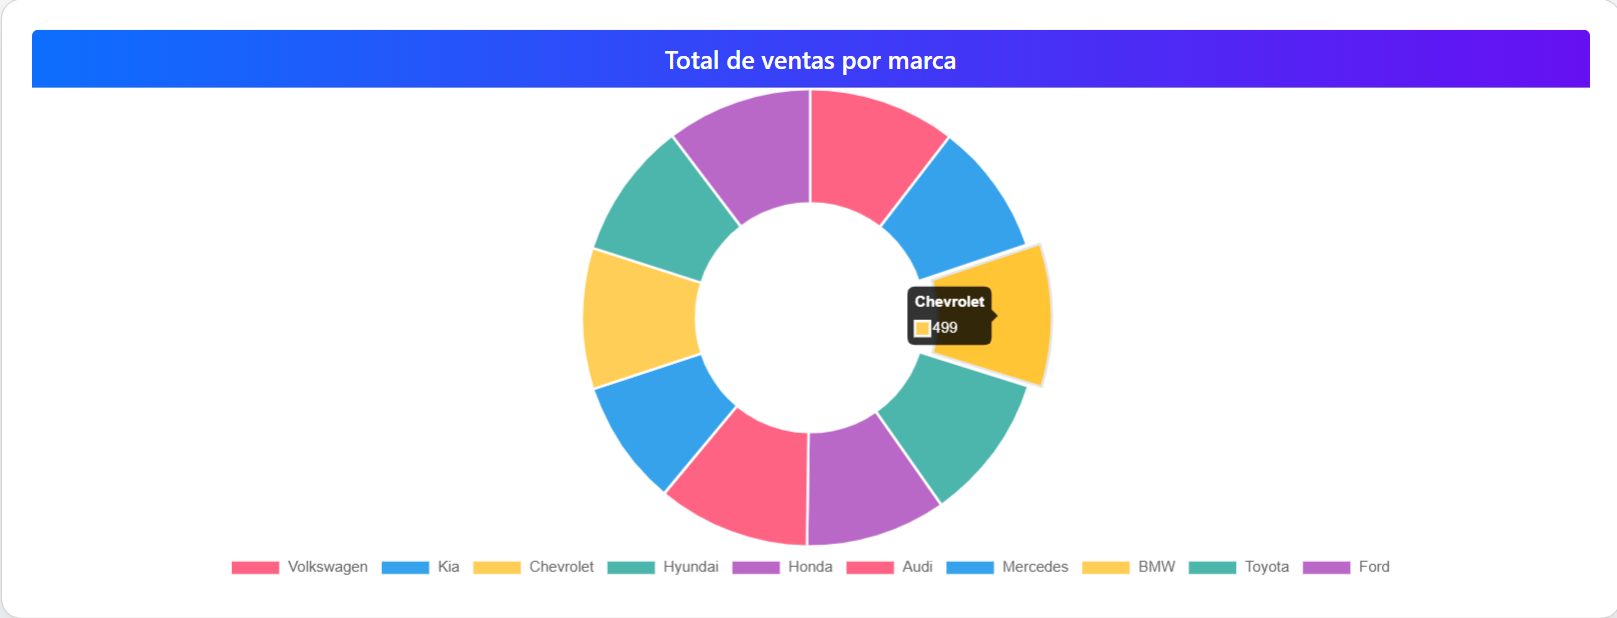 Total de ventas por marca
Chevrolet
499
Volkswagen Kia Chevrolet Hyundai Honda Audi Mercedes BMW Toyota Ford